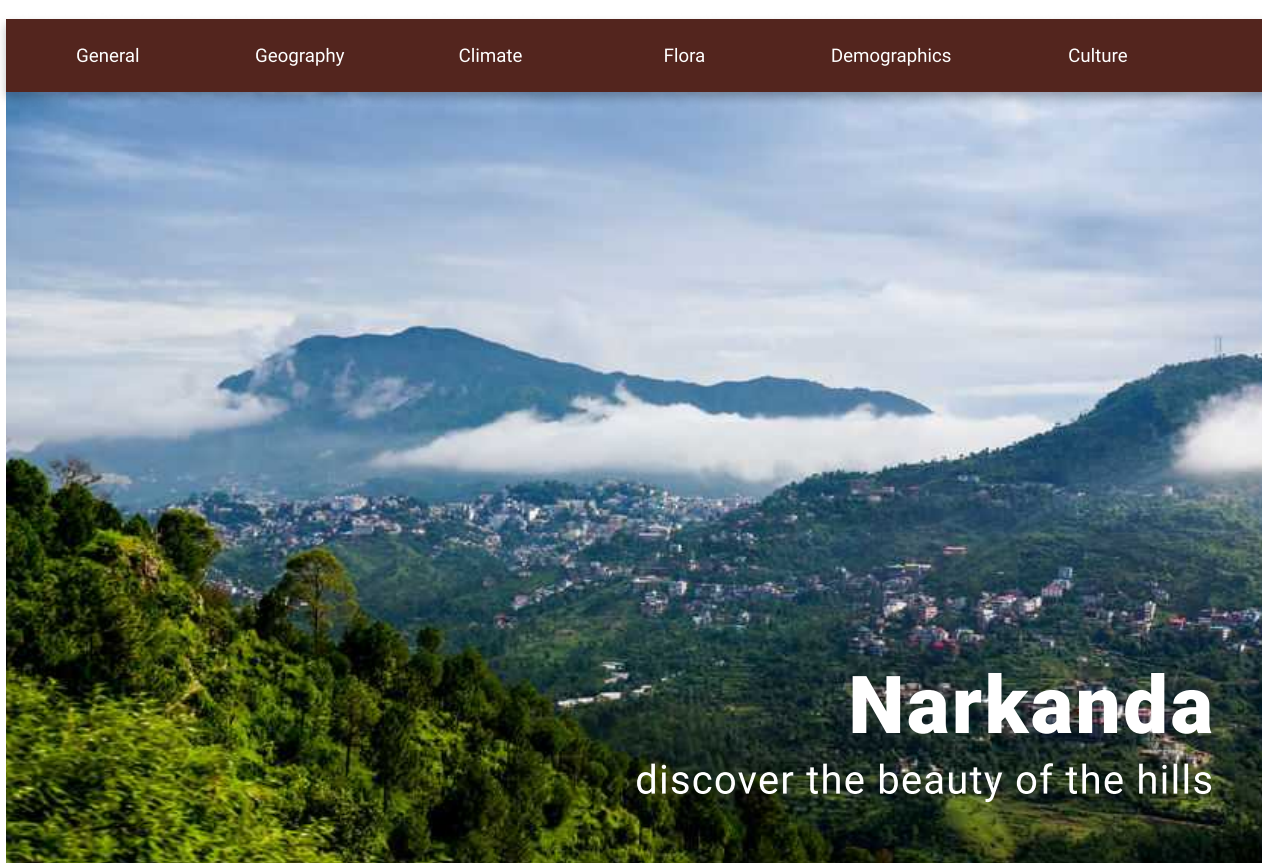 General Geography Climate Flora Demographics Culture
Narkanda
discover the beauty of the hills